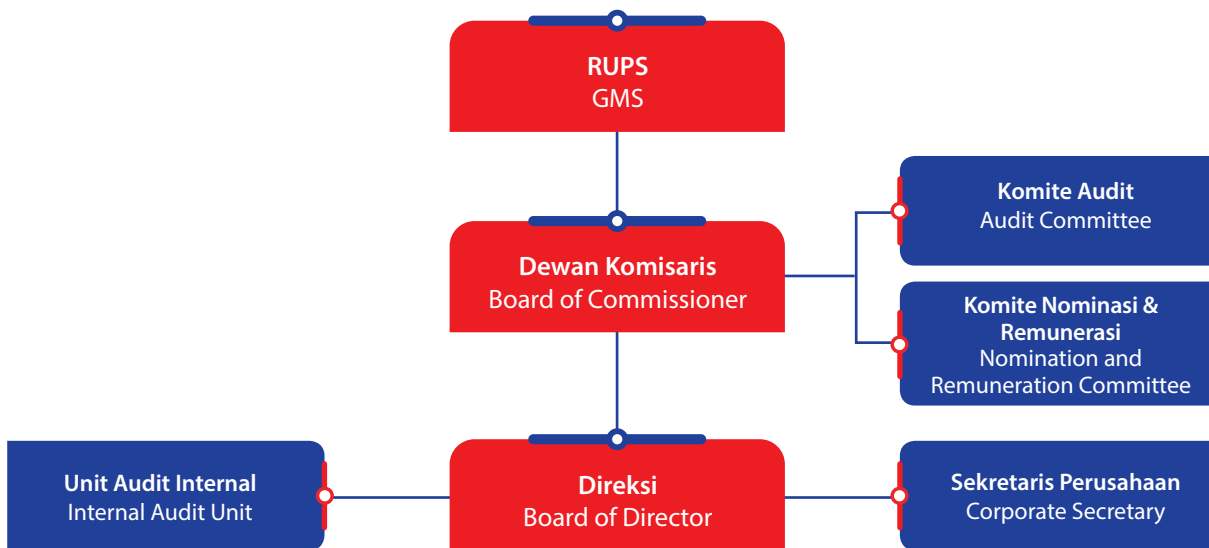 RUPS
GMS
Dewan Komisaris
Board of Commissioner
Komite Audit
Audit Committee
Komite Nominasi &
Remunerasi
Nomination and
Remuneration Committee
Unit Audit Internal
Internal Audit Unit
Direksi
Board of Director
Sekretaris Perusahaan
Corporate Secretary